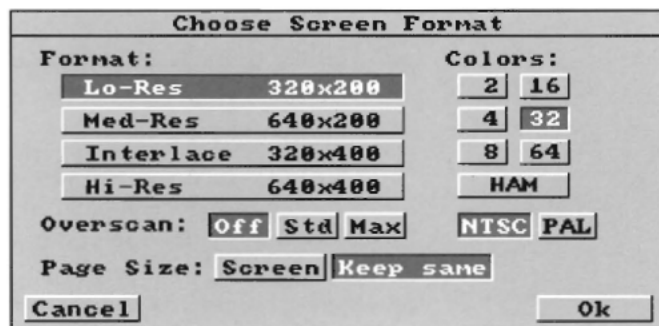 Choose Screen Format
Format: Colors:
Lo-Res 320x200 2 16
Med-Res 640x200 4 32
Interlace 320x400 8 64
Hi-Res 640x400 HAM
Overscan: Off Std Max NTSC PAL
Page Size: Screen Keep same
Cancel Ok